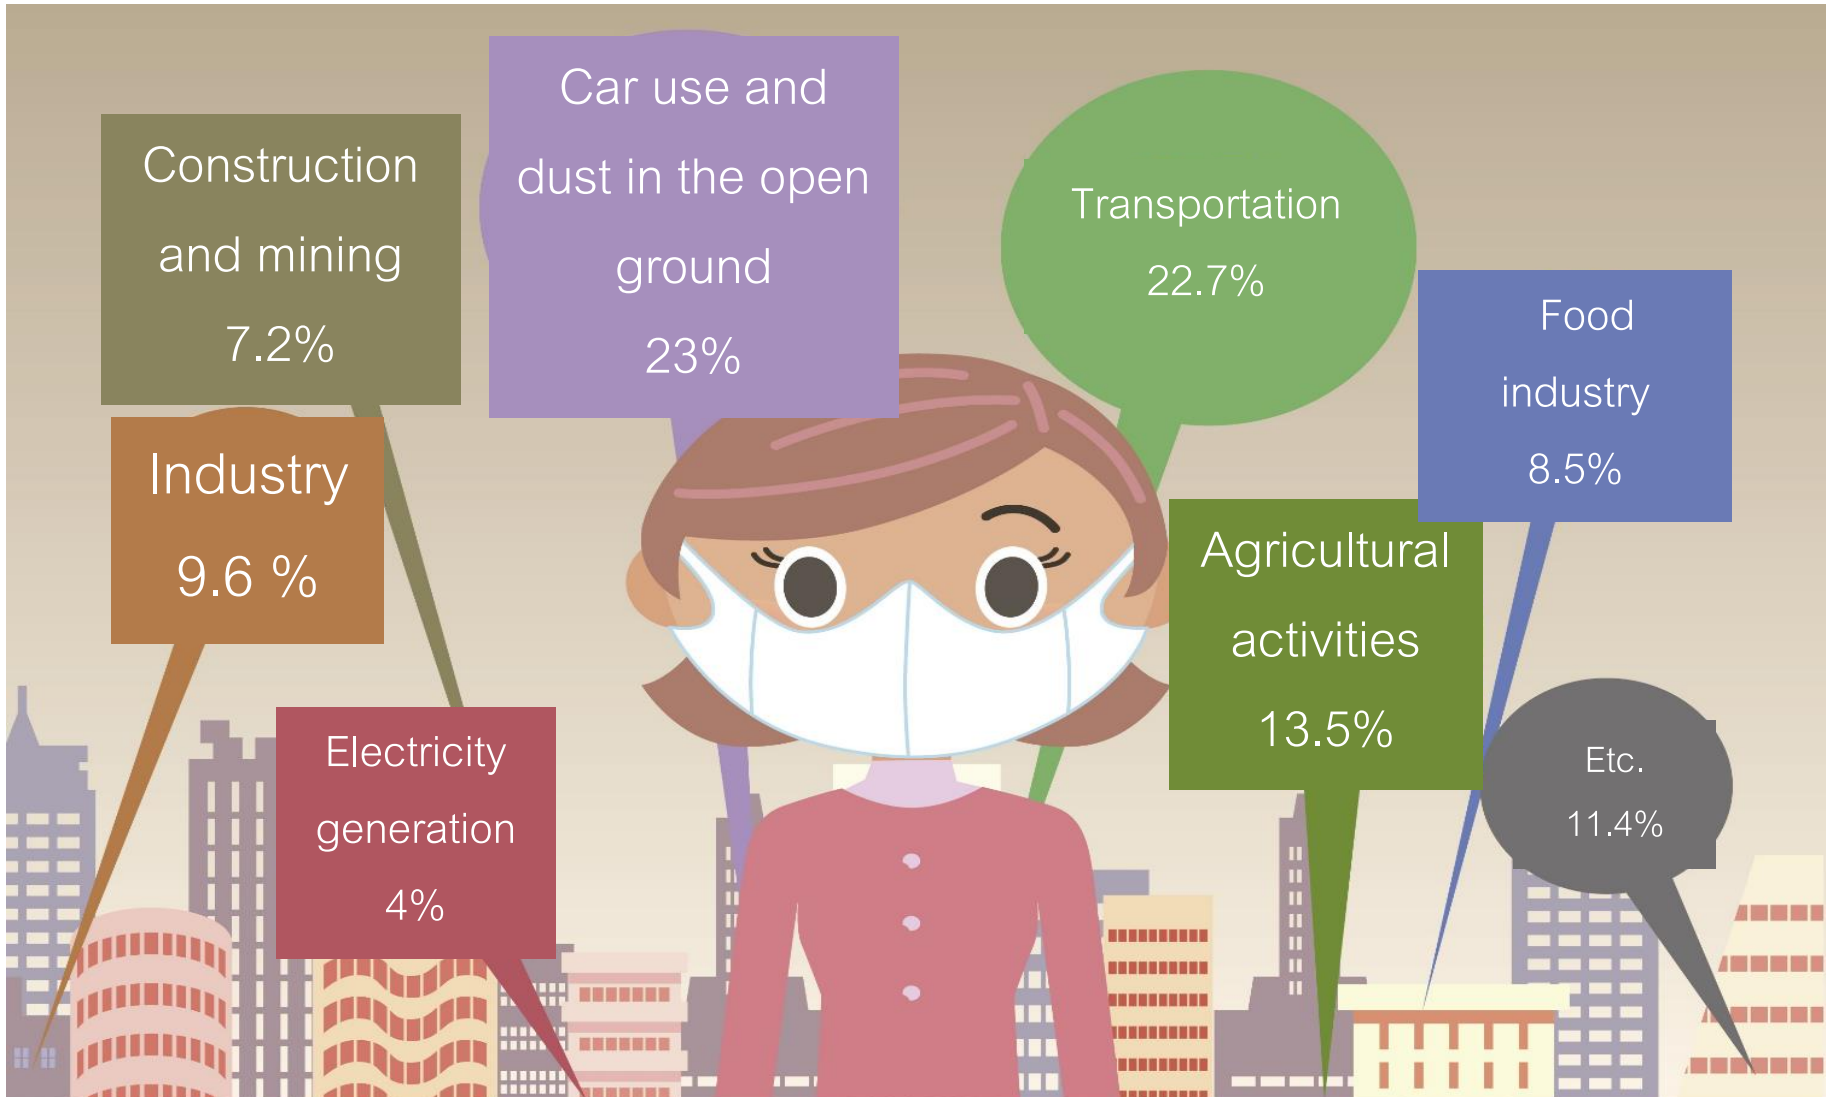 Construction
and mining
7.2%
Car use and
dust in the open
ground
23%
Transportation
22.7%
Food
industry
8.5%
Industry
9.6 %
Agricultural
activities
13.5%
Electricity
generation
4%
Etc.
11.4%